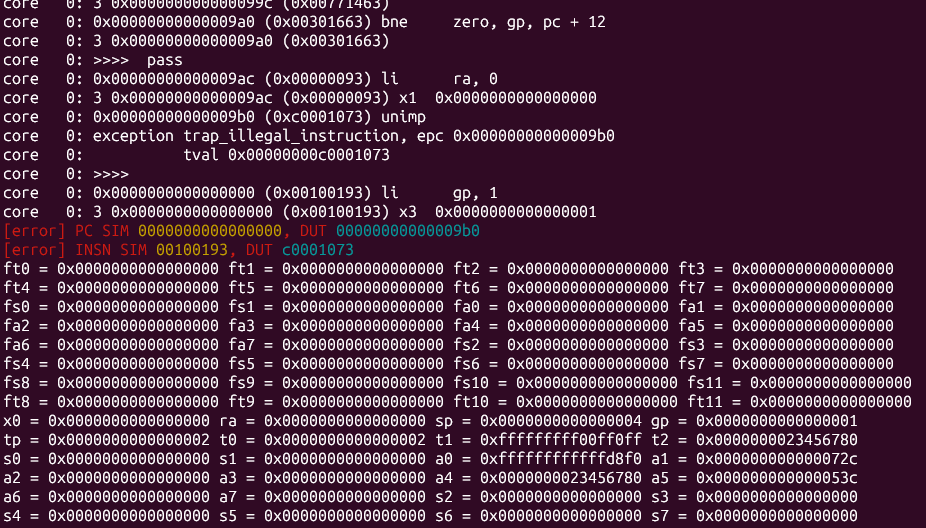 core   0: 3 0x000000000000099c (0x00771463)
core   0: 0x00000000000009a0 (0x00301663) bne     zero, gp, pc + 12
core   0: 3 0x00000000000009a0 (0x00301663)
core   0: >>>>  pass
core   0: 0x00000000000009ac (0x00000093) li      ra, 0
core   0: 3 0x00000000000009ac (0x00000093) x1  0x0000000000000000
core   0: 0x00000000000009b0 (0xc0001073) unimp
core   0: exception trap_illegal_instruction, epc 0x00000000000009b0
core   0:           tval 0x00000000c0001073
core   0: >>>>
core   0: 0x0000000000000000 (0x00100193) li      gp, 1
core   0: 3 0x0000000000000000 (0x00100193) x3  0x0000000000000001
[error] PC SIM 0000000000000000, DUT 00000000000009b0
[error] INSN SIM 00100193, DUT c0001073
ft0 = 0x0000000000000000 ft1 = 0x0000000000000000 ft2 = 0x0000000000000000 ft3 = 0x0000000000000000
ft4 = 0x0000000000000000 ft5 = 0x0000000000000000 ft6 = 0x0000000000000000 ft7 = 0x0000000000000000
fs0 = 0x0000000000000000 fs1 = 0x0000000000000000 fa0 = 0x0000000000000000 fa1 = 0x0000000000000000
fa2 = 0x0000000000000000 fa3 = 0x0000000000000000 fa4 = 0x0000000000000000 fa5 = 0x0000000000000000
fa6 = 0x0000000000000000 fa7 = 0x0000000000000000 fs2 = 0x0000000000000000 fs3 = 0x0000000000000000
fs4 = 0x0000000000000000 fs5 = 0x0000000000000000 fs6 = 0x0000000000000000 fs7 = 0x0000000000000000
fs8 = 0x0000000000000000 fs9 = 0x0000000000000000 fs10 = 0x0000000000000000 fs11 = 0x0000000000000000
ft8 = 0x0000000000000000 ft9 = 0x0000000000000000 ft10 = 0x0000000000000000 ft11 = 0x0000000000000000
x0 = 0x0000000000000000 ra = 0x0000000000000000 sp = 0x0000000000000004 gp = 0x0000000000000001
tp = 0x0000000000000002 t0 = 0x0000000000000002 t1 = 0xffffffffff00ff0ff t2 = 0x0000000023456780
s0 = 0x0000000000000000 s1 = 0x0000000000000000 a0 = 0xffffffffffffd8f0 a1 = 0x000000000000072c
a2 = 0x0000000000000000 a3 = 0x0000000000000000 a4 = 0x0000000023456780 a5 = 0x000000000000053c
a6 = 0x0000000000000000 a7 = 0x0000000000000000 s2 = 0x0000000000000000 s3 = 0x0000000000000000
s4 = 0x0000000000000000 s5 = 0x0000000000000000 s6 = 0x0000000000000000 s7 = 0x0000000000000000